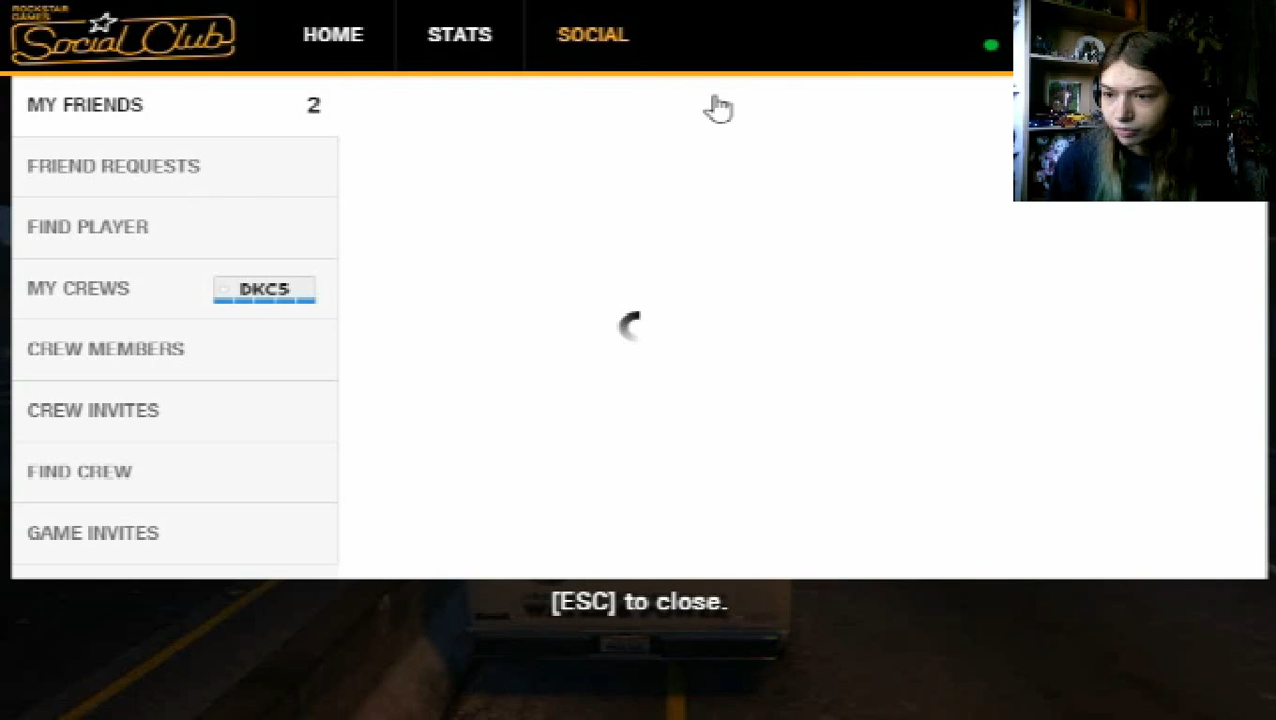 ROCKSTAR
GAMES
Social Club
HOME
STATS
SOCIAL
MY FRIENDS 2
FRIEND REQUESTS
FIND PLAYER
MY CREWS DKC5
CREW MEMBERS
CREW INVITES
FIND CREW
GAME INVITES
[ESC] to close.